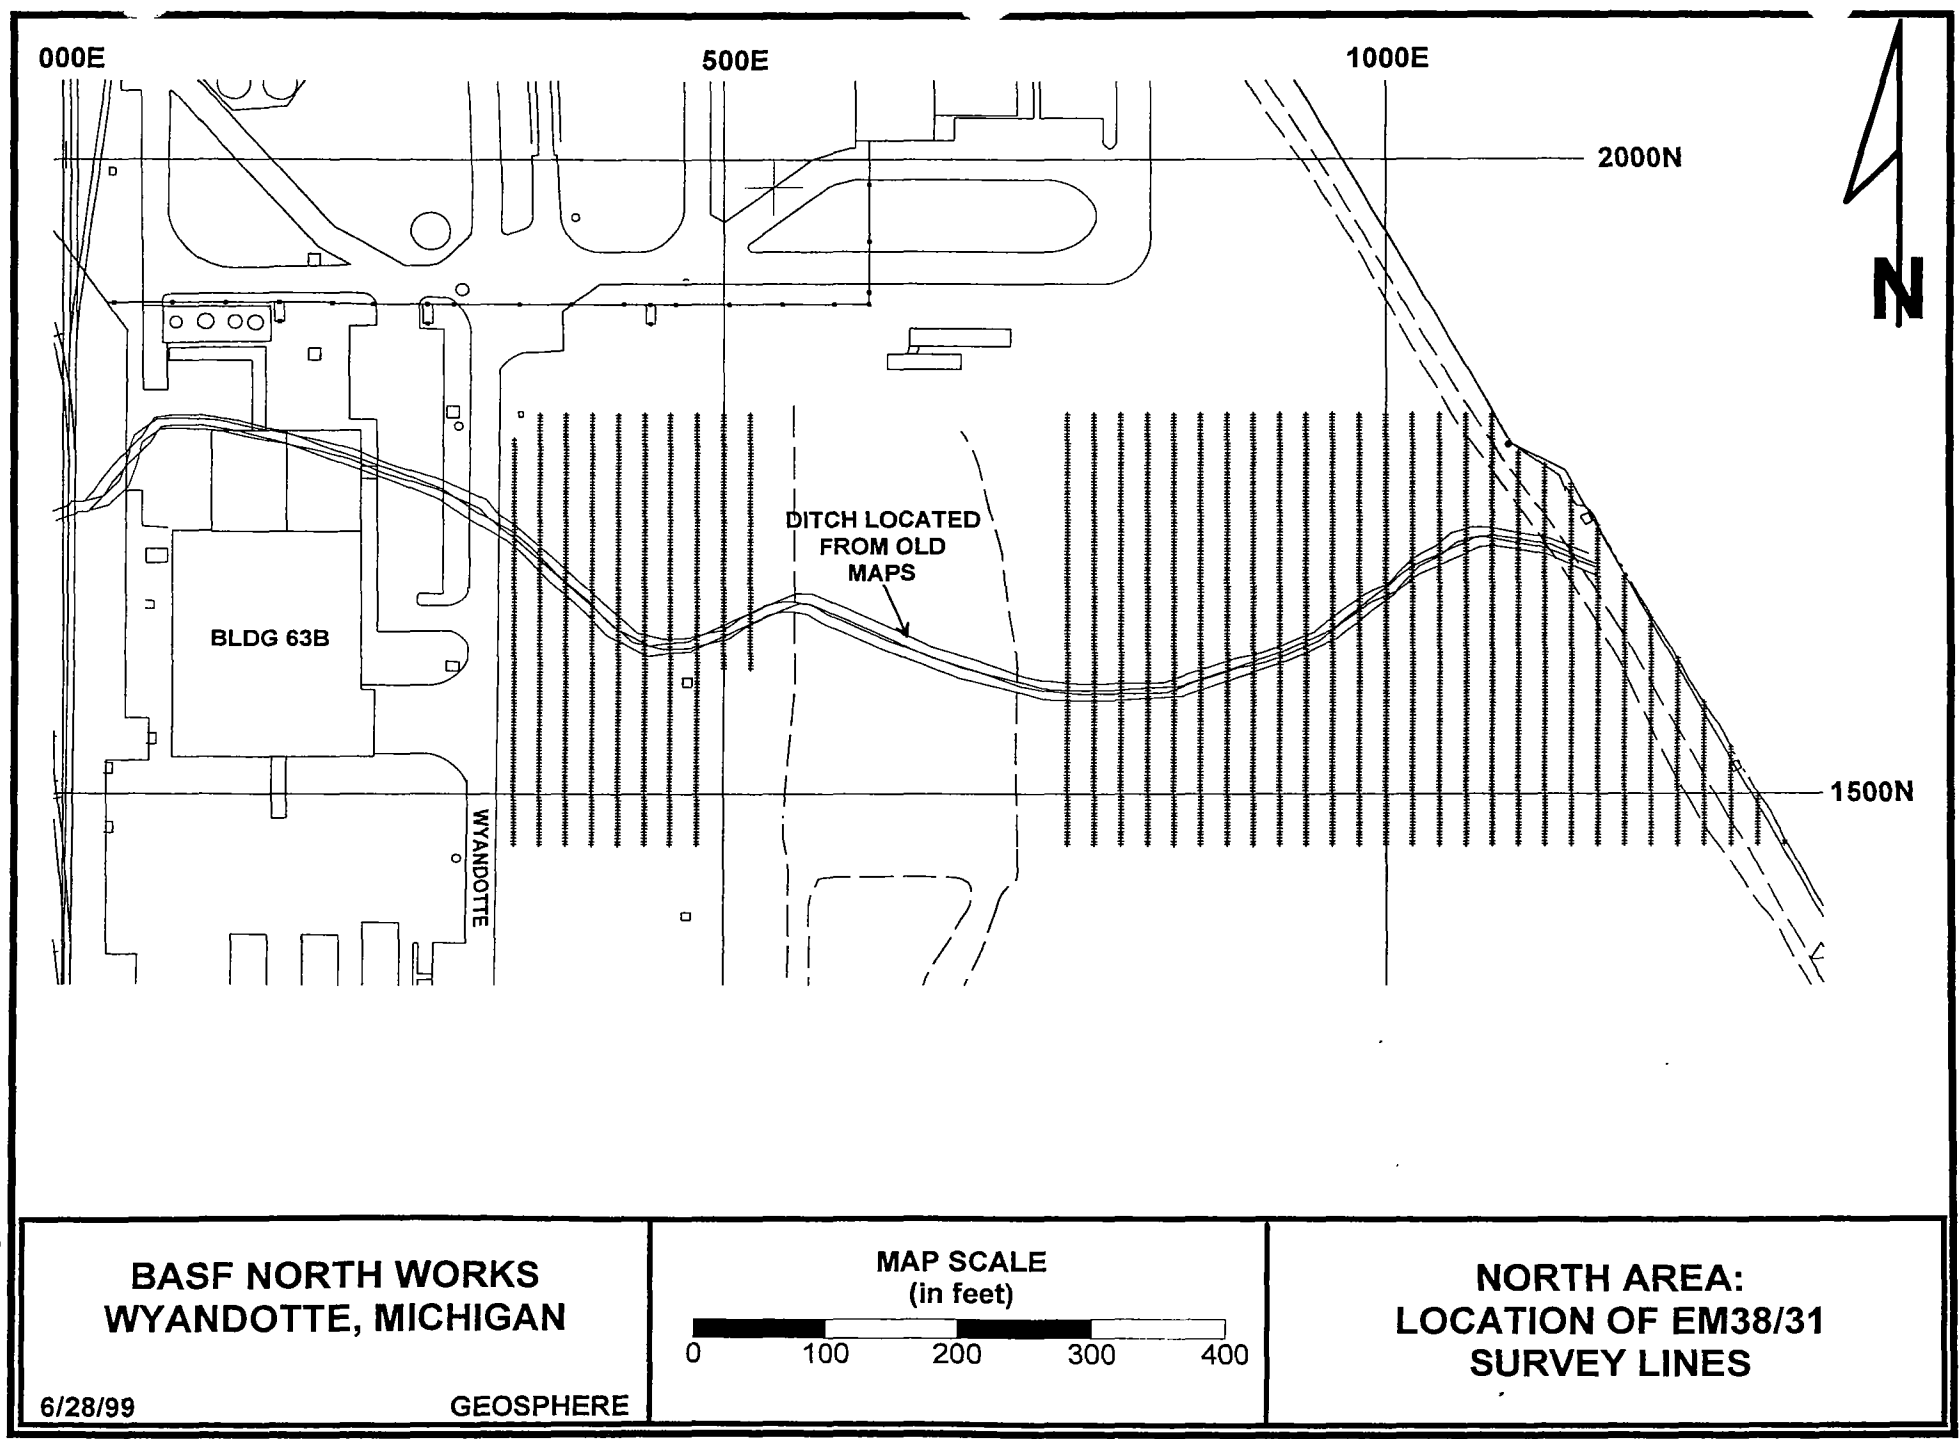 000E
500E
1000E
2000N
N
DITCH LOCATED
FROM OLD
MAPS
BLDG 63B
1500N
WYANDOTTE
BASF NORTH WORKS
WYANDOTTE, MICHIGAN
6/28/99
GEOSPHERE
MAP SCALE
(in feet)
0 100 200 300 400
NORTH AREA:
LOCATION OF EM38/31
SURVEY LINES